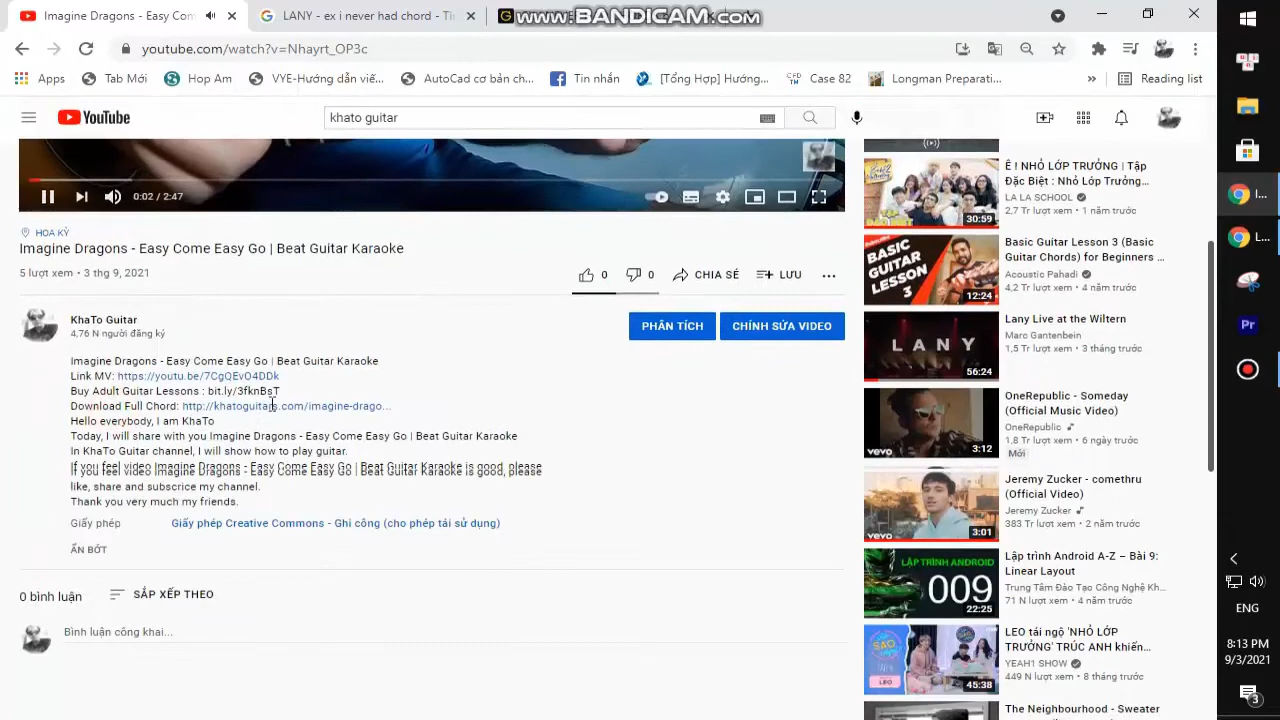 Imagine Dragons - Easy Com
LANY - ex i never had chord - Th
www.BANDICAM.com
youtube.com/watch?v=Nhayrt_OP3c
Apps
Tab Mới
Hop Am
VYE-Hướng dẫn viế...
AutoCad cơ bản ch...
Tin nhắn
[Tổng Hợp] Hướng...
Case 82
Longman Preparati...
»
Reading list
YouTube
khato guitar
0:02 / 2:47
HOA KỲ
Imagine Dragons - Easy Come Easy Go | Beat Guitar Karaoke
5 lượt xem • 3 thg 9, 2021
0
0
CHIA SẺ
LƯU
KhaTo Guitar
4,76 N người đăng ký
PHÂN TÍCH
CHỈNH SỬA VIDEO
Imagine Dragons - Easy Come Easy Go | Beat Guitar Karaoke
Link MV: https://youtu.be/7CgQEvO4DDk
Buy Adult Guitar Lessons : bit.ly/3fknBsT
Download Full Chord: http://khatoguitars.com/imagine-drago...
Hello everybody, I am KhaTo
Today, I will share with you Imagine Dragons - Easy Come Easy Go | Beat Guitar Karaoke
In KhaTo Guitar channel, I will show how to play guitar.
If you feel video Imagine Dragons - Easy Come Easy Go | Beat Guitar Karaoke is good, please
like, share and subscrice my channel.
Thank you very much my friends.
Giấy phép
Giấy phép Creative Commons - Ghi công (cho phép tái sử dụng)
ẨN BỚT
0 bình luận
SẮP XẾP THEO
Bình luận công khai...
TẬP
ĐẶC BIỆT
30:59
Ê ! NHỎ LỚP TRƯỞNG | Tập
Đặc Biệt : Nhỏ Lớp Trưởng...
LA LA SCHOOL
2,7 Tr lượt xem • 1 năm trước
BASIC
GUITAR
LESSON
3
12:24
Basic Guitar Lesson 3 (Basic
Guitar Chords) for Beginners ...
Acoustic Pahadi
4,2 Tr lượt xem • 4 năm trước
LANY
56:24
Lany Live at the Wiltern
Marc Gantenbein
1,5 Tr lượt xem • 3 tháng trước
vevo
3:12
OneRepublic - Someday
(Official Music Video)
OneRepublic
1,8 Tr lượt xem • 6 ngày trước
Mới
vevo
3:01
Jeremy Zucker - comethru
(Official Video)
Jeremy Zucker
383 Tr lượt xem • 2 năm trước
LẬP TRÌNH ANDROID
009
22:25
Lập trình Android A-Z – Bài 9:
Linear Layout
Trung Tâm Đào Tạo Công Nghệ Kh...
71 N lượt xem • 4 năm trước
SAO
LEO
45:38
LEO tái ngộ 'NHỎ LỚP
TRƯỞNG' TRÚC ANH khiến...
YEAH1 SHOW
449 N lượt xem • 8 tháng trước
The Neighbourhood - Sweater
I...
L...
Pr
ENG
8:13 PM
9/3/2021
3